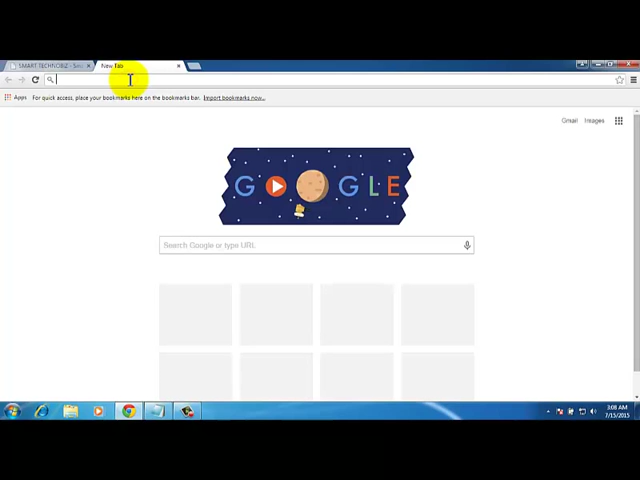 SMART TECHNOBIZ - Sma
New Tab
Apps For quick access, place your bookmarks here on the bookmarks bar. Import bookmarks now...
Gmail Images
G O G L E
Search Google or type URL
3:08 AM
7/15/2015